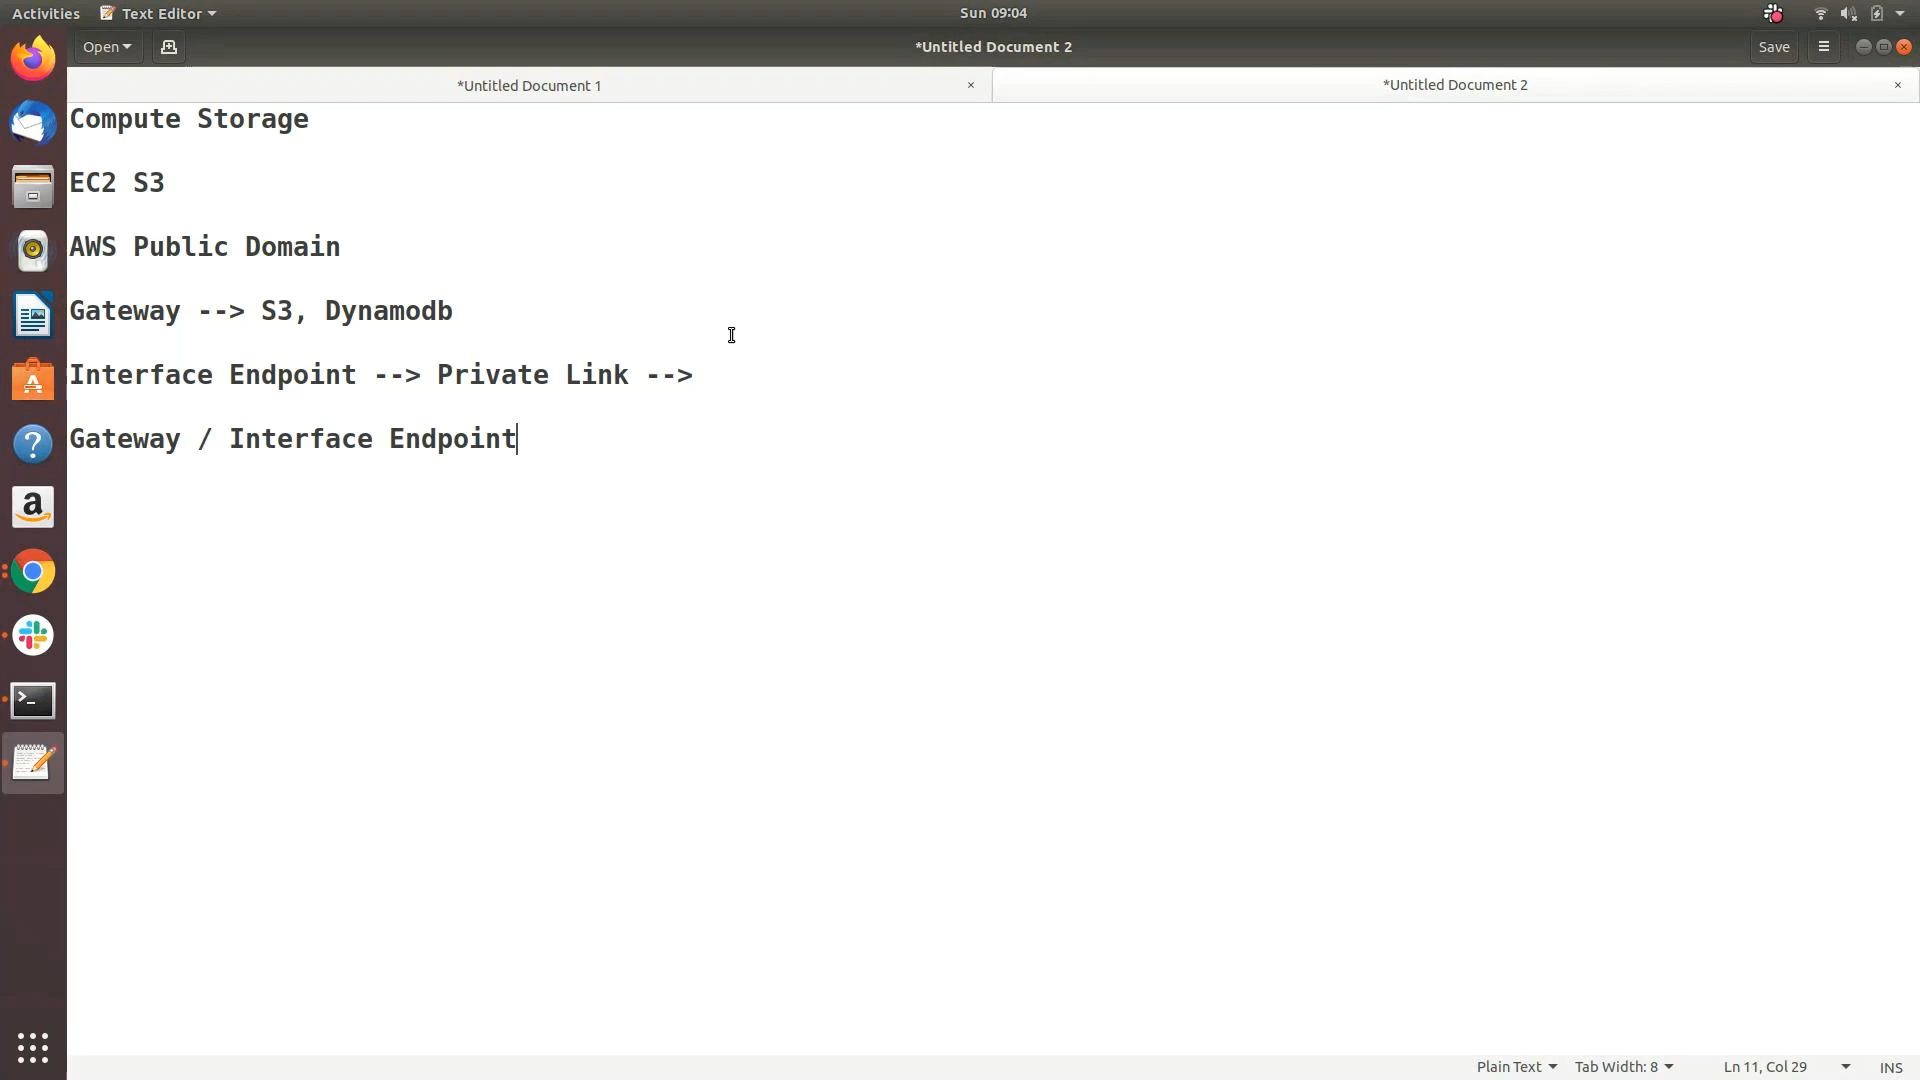 Activities Text Editor Sun 09:04
Open *Untitled Document 2 Save
*Untitled Document 1 × *Untitled Document 2 ×
Compute Storage
EC2 S3
AWS Public Domain
Gateway --> S3, Dynamodb
Interface Endpoint --> Private Link -->
Gateway / Interface Endpoint
Plain Text Tab Width: 8 Ln 11, Col 29 INS